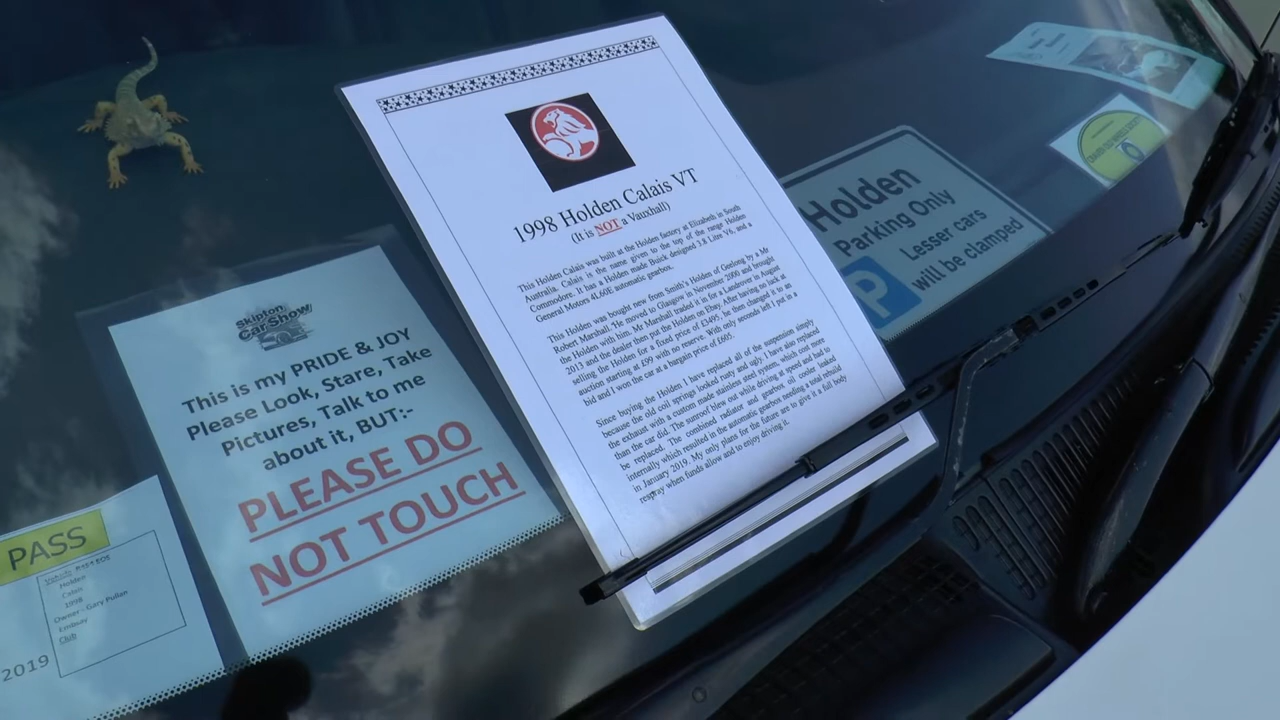 1998 Holden Calais VT
(It is NOT a Vauxhall)
This Holden Calais was built at the Holden factory at Elizabeth in South
Australia. Calais is the name given to the top of the range Holden
Commodore. It has a Holden made Buick designed 3.8 Litre V6, and a
General Motors 4L60E automatic gearbox.
This Holden was bought new from Smith's Holden of Geelong by a Mr
Robert Marshall. He moved to Glasgow in November 2000 and brought
the Holden with him. Mr Marshall traded it in for a Landrover in August
2013 and the dealer then put the Holden on Ebay. After having no luck at
selling the Holden for a fixed price of £3495, he then changed it to an
auction starting at £99 with no reserve. With only seconds left I put in a
bid and I won the car at a bargain price of £605.
Since buying the Holden I have replaced all of the suspension simply
because the old coil springs looked rusty and ugly. I have also replaced
the exhaust with a custom made stainless steel system, which cost more
than the car did. The sunroof blew out while driving at speed and had to
be replaced. The combined radiator and gearbox oil cooler leaked
internally which resulted in the automatic gearbox needing a total rebuild
in January 2019. My only plans for the future are to give it a full body
respray when funds allow and to enjoy driving it.
Holden
Parking Only
P
Lesser cars
will be clamped
0
Skipton
Car Show
This is my PRIDE & JOY
Please Look, Stare, Take
Pictures, Talk to me
about it, BUT:-
PLEASE DO
NOT TOUCH
PASS
Holden
Calais
1998
Owner:- Gary Pullan
Embsay
Club
2019